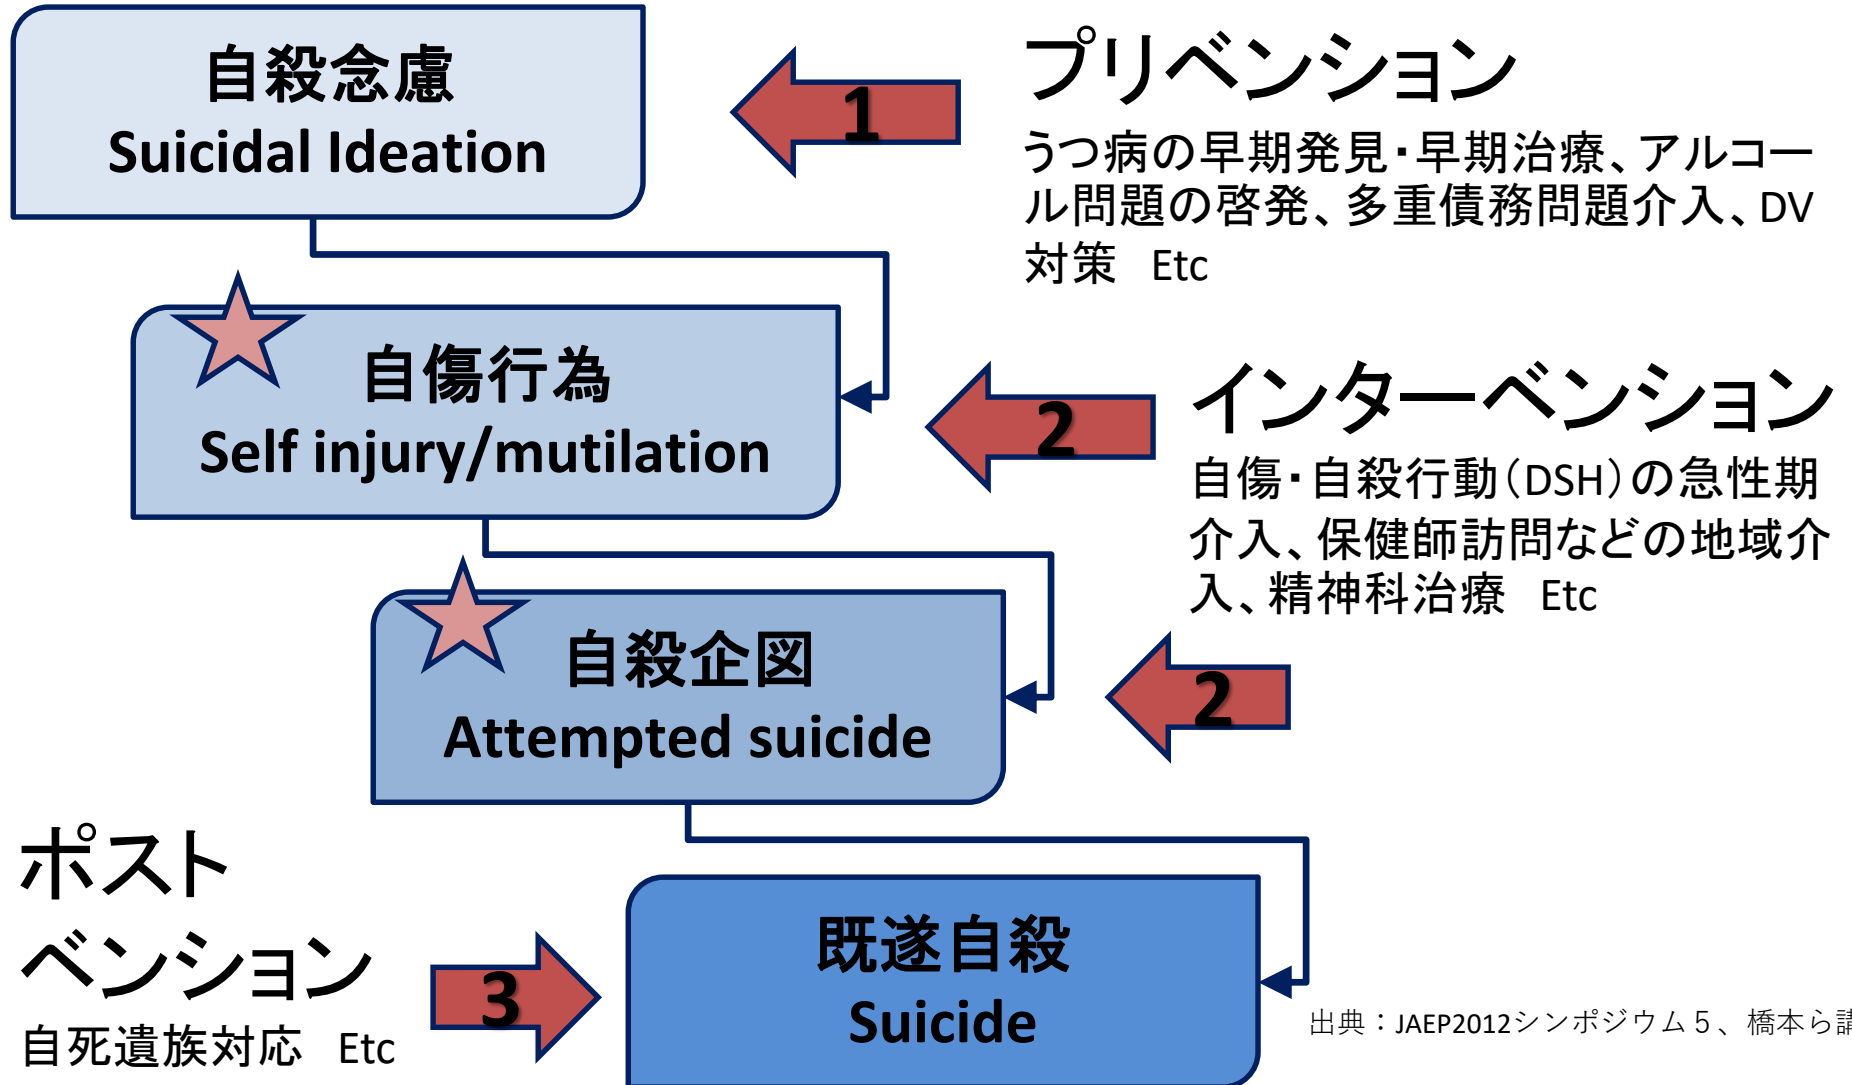 自殺念慮
Suicidal Ideation
1
プリベンション
うつ病の早期発見・早期治療、アルコー
ル問題の啓発、多重債務問題介入、DV
対策 Etc
自傷行為
Self injury/mutilation
2
インターベンション
自傷・自殺行動(DSH)の急性期
介入、保健師訪問などの地域介
入、精神科治療 Etc
自殺企図
Attempted suicide
2
ポスト
ベンション
自死遺族対応 Etc
3
既遂自殺
Suicide
出典：JAEP2012シンポジウム５、橋本ら